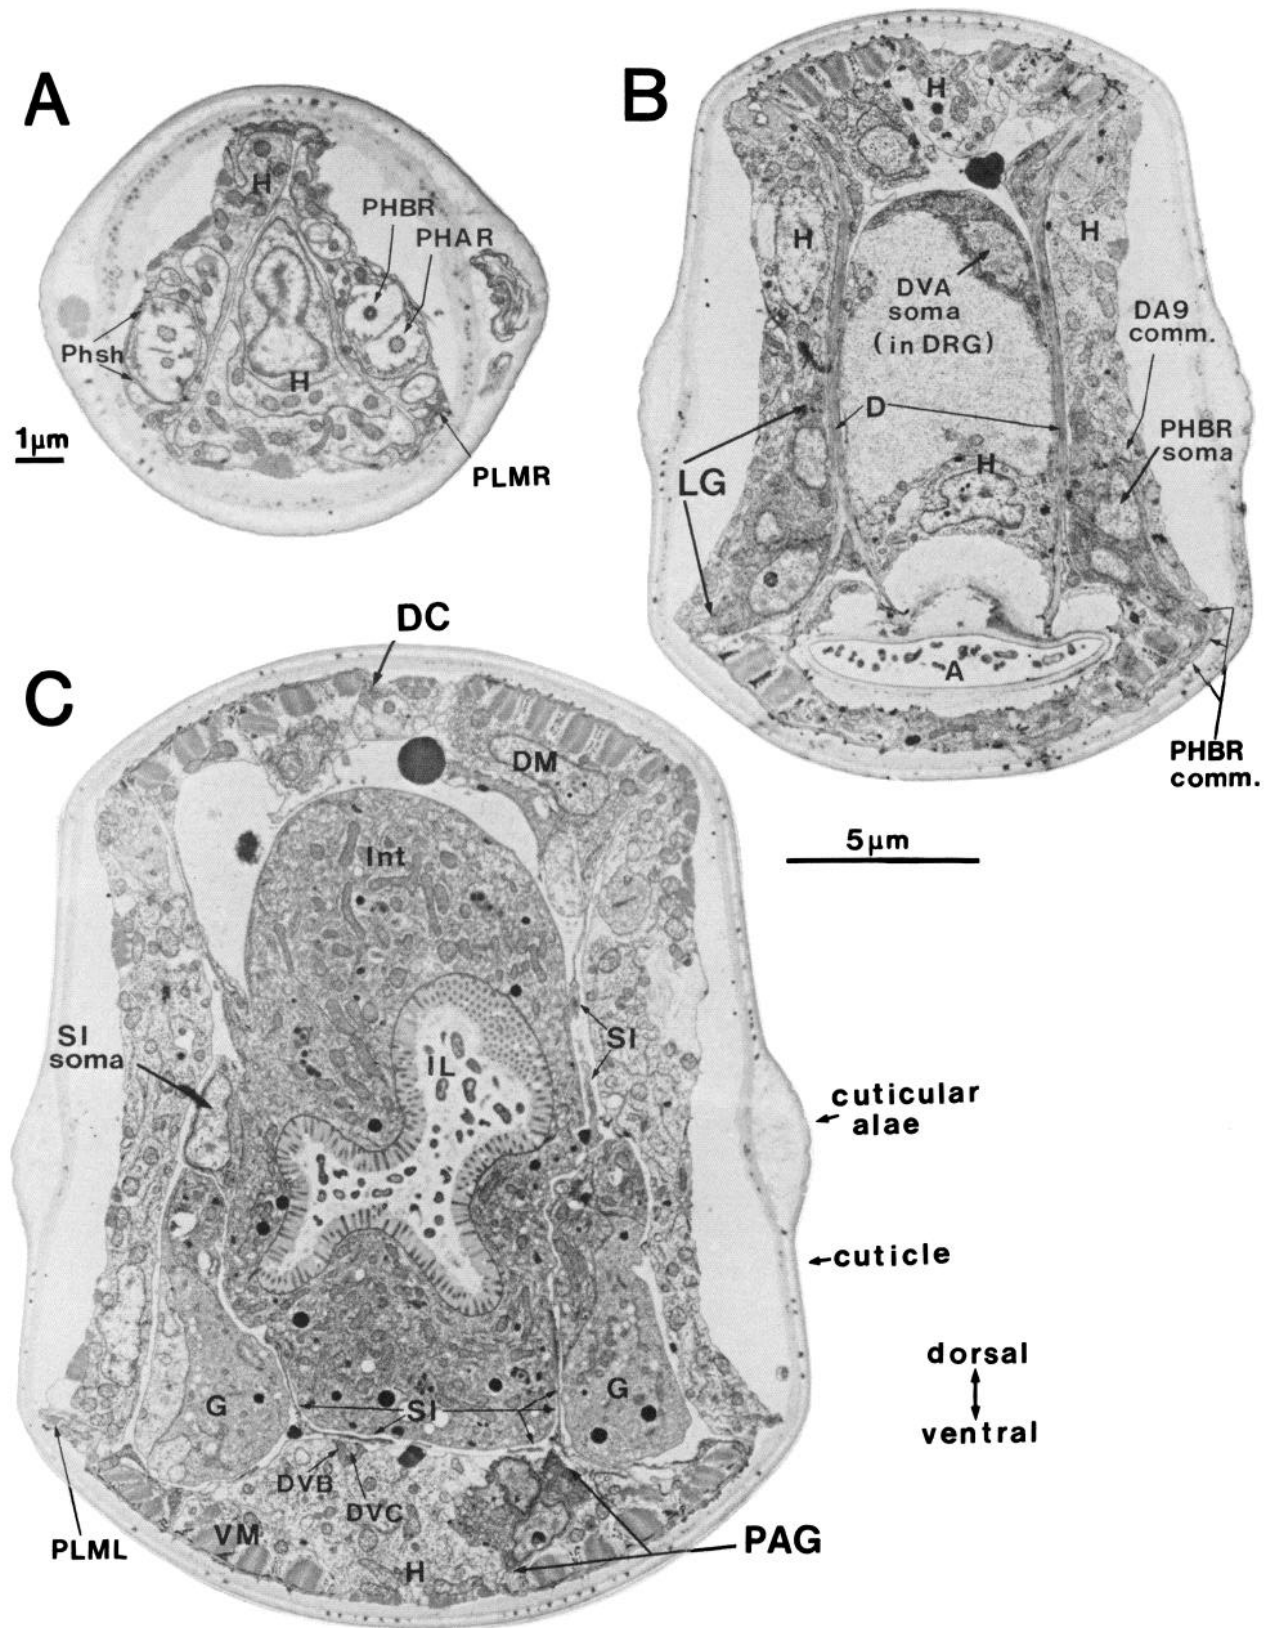 A
H
PHBR
PHAR
Phsh
H
1μm
PLMR
B
H
H
H
DVA
soma
(in DRG)
DA9
comm.
D
PHBR
soma
LG
H
A
PHBR
comm.
5μm
C
DC
DM
Int
SI
soma
IL
SI
cuticular
alae
cuticle
dorsal
ventral
G
SI
G
DVB
DVC
VM
H
PLML
PAG